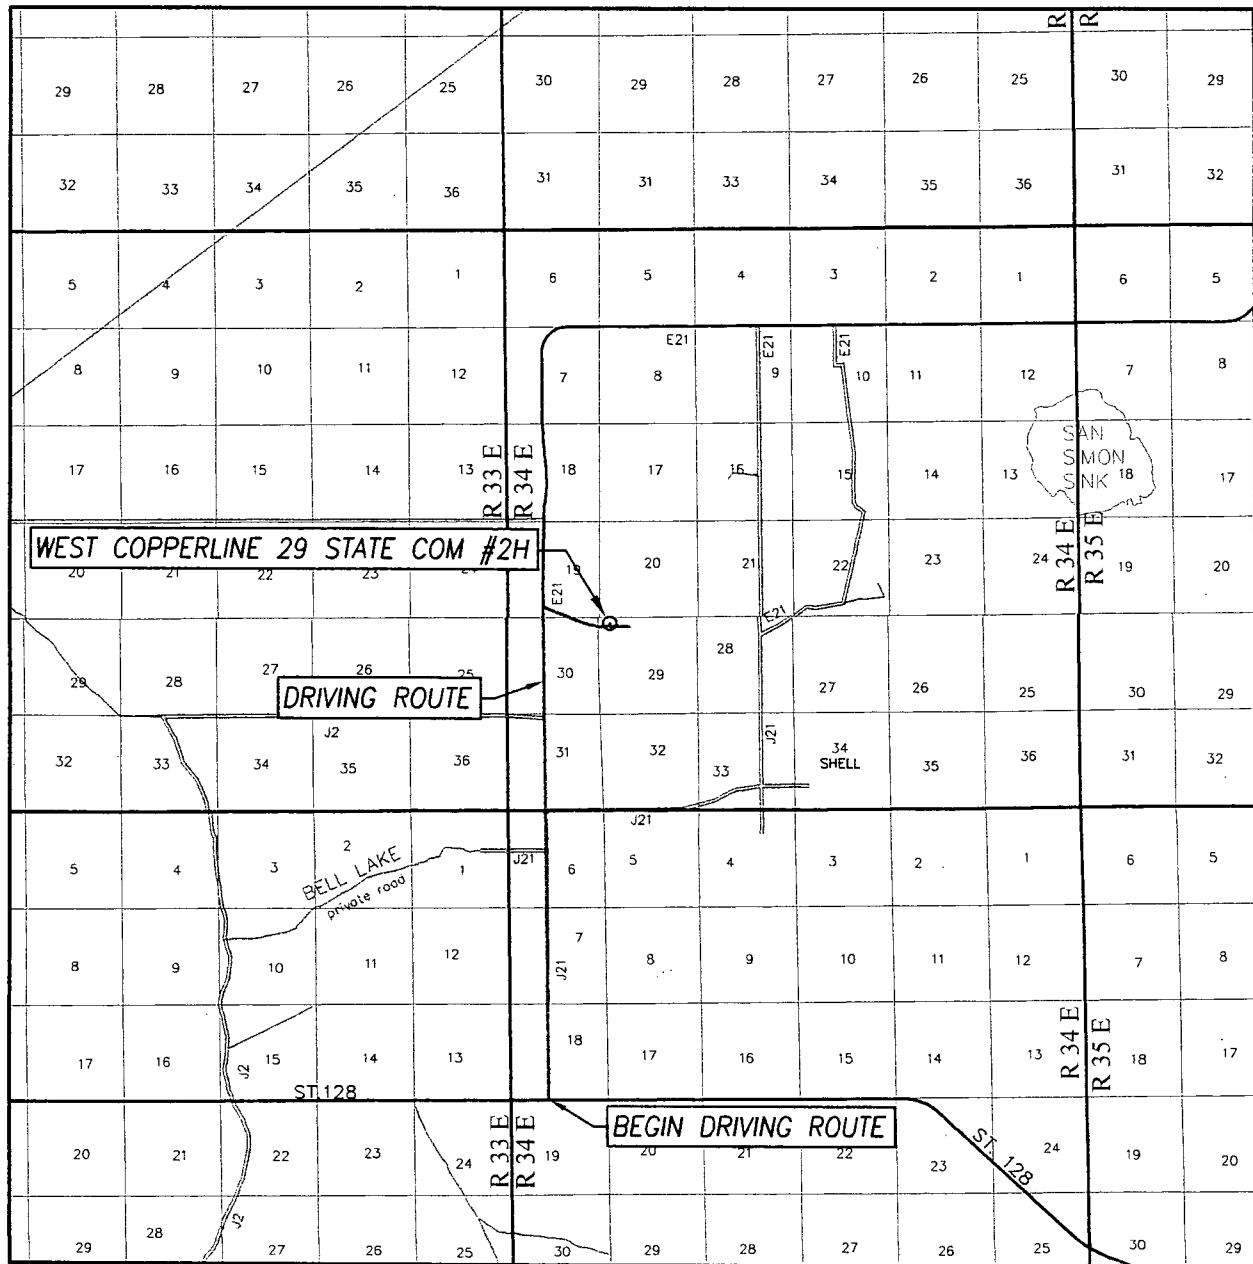 R R
29 28 27 26 25 30 29 28 27 26 25 30 29
32 33 34 35 36 31 31 33 34 35 36 31 32
5 4 3 2 1 6 5 4 3 2 1 6 5
E21 E21 E21
8 9 10 11 12 7 8 9 10 11 12 7 8
SAN
SIMON
SINK
17 16 15 14 13 R 33 E R 34 E 18 17 16 15 14 13 18 17
WEST COPPERLINE 29 STATE COM #2H
20 21 22 23 19 20 21 22 23 24 R 34 E R 35 E 19 20
E21 E21
29 28 27 26 25 30 29 28 27 26 25 30 29
DRIVING ROUTE
J2 J21
32 33 34 35 36 31 32 33 34 35 36 31 32
SHELL
J21
5 4 3 2 1 J21 6 5 4 3 2 1 6 5
BELL LAKE
private road
8 9 10 11 12 7 8 9 10 11 12 7 8
J21
17 16 J2 15 14 13 18 17 16 15 14 13 R 34 E R 35 E 18 17
ST.128
BEGIN DRIVING ROUTE
20 21 22 23 24 R 33 E R 34 E 19 20 21 22 23 24 19 20
ST. 128
J2
29 28 27 26 25 30 29 28 27 26 25 30 29